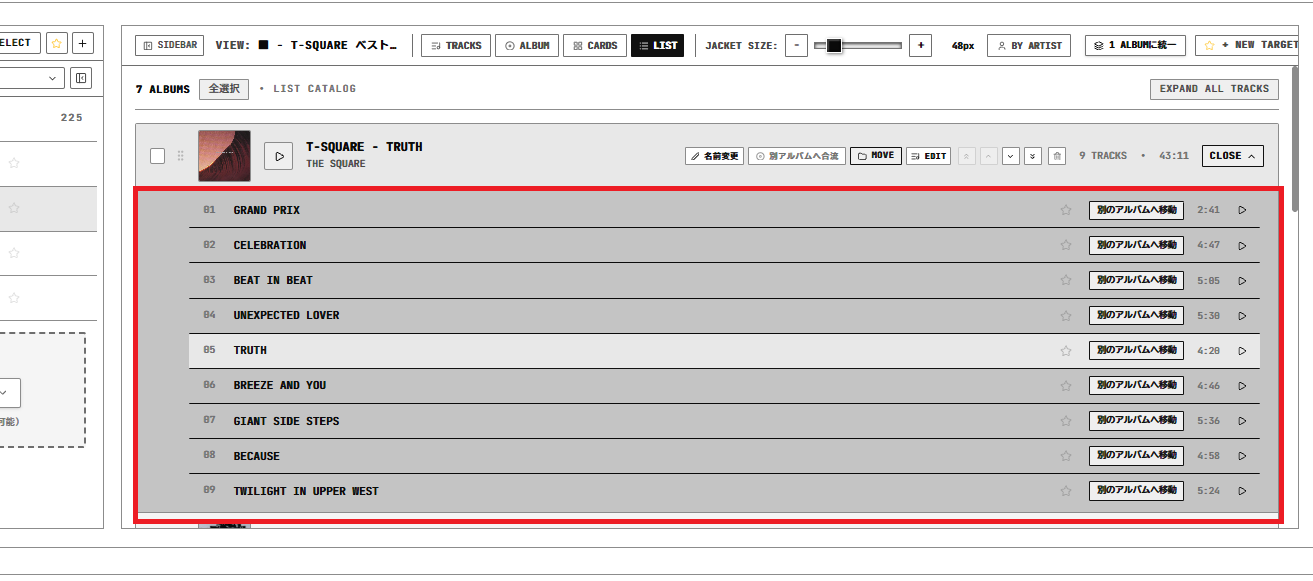 ELECT +
225
可能)
SIDEBAR VIEW: ■ - T-SQUARE ベスト… TRACKS ALBUM CARDS LIST JACKET SIZE: - + 48px BY ARTIST 1 ALBUMに統一 + NEW TARGET
7 ALBUMS 全選択 • LIST CATALOG EXPAND ALL TRACKS
T-SQUARE - TRUTH
THE SQUARE
名前変更 別アルバムへ合流 MOVE EDIT 9 TRACKS • 43:11 CLOSE
01 GRAND PRIX 別のアルバムへ移動 2:41
02 CELEBRATION 別のアルバムへ移動 4:47
03 BEAT IN BEAT 別のアルバムへ移動 5:05
04 UNEXPECTED LOVER 別のアルバムへ移動 5:30
05 TRUTH 別のアルバムへ移動 4:20
06 BREEZE AND YOU 別のアルバムへ移動 4:46
07 GIANT SIDE STEPS 別のアルバムへ移動 5:36
08 BECAUSE 別のアルバムへ移動 4:58
09 TWILIGHT IN UPPER WEST 別のアルバムへ移動 5:24